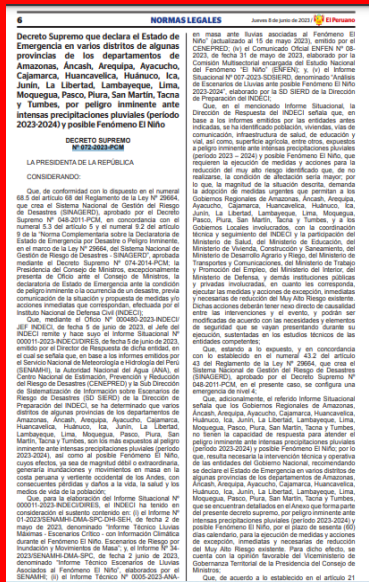 6
NORMAS LEGALES
Jueves 8 de junio de 2023 / El Peruano
Decreto Supremo que declara el Estado de
Emergencia en varios distritos de algunas
provincias de los departamentos de
Amazonas, Áncash, Arequipa, Ayacucho,
Cajamarca, Huancavelica, Huánuco, Ica,
Junín, La Libertad, Lambayeque, Lima,
Moquegua, Pasco, Piura, San Martín, Tacna
y Tumbes, por peligro inminente ante
intensas precipitaciones pluviales (período
2023-2024) y posible Fenómeno El Niño
DECRETO SUPREMO
Nº 072-2023-PCM
LA PRESIDENTA DE LA REPÚBLICA
CONSIDERANDO:
Que, de conformidad con lo dispuesto en el numeral
68.5 del artículo 68 del Reglamento de la Ley Nº 29664,
que crea el Sistema Nacional de Gestión del Riesgo
de Desastres (SINAGERD), aprobado por el Decreto
Supremo Nº 048-2011-PCM, en concordancia con el
numeral 5.3 del artículo 5 y el numeral 9.2 del artículo
9 de la "Norma Complementaria sobre la Declaratoria de
Estado de Emergencia por Desastre o Peligro Inminente,
en el marco de la Ley Nº 29664, del Sistema Nacional
de Gestión del Riesgo de Desastres - SINAGERD", aprobada
mediante el Decreto Supremo Nº 074-2014-PCM; la
Presidencia del Consejo de Ministros, excepcionalmente
presenta de Oficio ante el Consejo de Ministros, la
declaratoria de Estado de Emergencia ante la condición
de peligro inminente o la ocurrencia de un desastre, previa
comunicación de la situación y propuesta de medidas y/o
acciones inmediatas que correspondan, efectuada por el
Instituto Nacional de Defensa Civil (INDECI);
Que, mediante el Oficio Nº 000480-2023-INDECI/
JEF INDECI, de fecha 5 de junio de 2023, el Jefe del
INDECI remite y hace suyo el Informe Situacional Nº
000011-2023-INDECI/DIRES, de fecha 5 de junio de 2023,
emitido por el Director de Respuesta de dicha entidad, en
el cual se señala que, en base a los informes emitidos por
el Servicio Nacional de Meteorología e Hidrología del Perú
(SENAMHI), la Autoridad Nacional del Agua (ANA), el
Centro Nacional de Estimación, Prevención y Reducción
del Riesgo de Desastres (CENEPRED) y la Sub Dirección
de Sistematización de Información sobre Escenarios de
Riesgo de Desastres (SD SIERD) de la Dirección de
Preparación del INDECI, se ha determinado que varios
distritos de algunas provincias de los departamentos de
Amazonas, Áncash, Arequipa, Ayacucho, Cajamarca,
Huancavelica, Huánuco, Ica, Junín, La Libertad,
Lambayeque, Lima, Moquegua, Pasco, Piura, San
Martín, Tacna y Tumbes, son los más expuestos al peligro
inminente ante intensas precipitaciones pluviales (período
2023-2024), así como al posible Fenómeno El Niño,
cuyos efectos, ya sea de magnitud débil o extraordinaria,
generaría inundaciones y movimientos en masa en la
costa peruana y vertiente occidental de los Andes, con
consecuentes pérdidas y daños a la vida, la salud y los
medios de vida de la población;
Que, para la elaboración del Informe Situacional Nº
000011-2023-INDECI/DIRES, el INDECI ha tenido en
consideración el sustento contenido en: (i) el Informe Nº
01-2023/SENAMHI-DMA-SPC-DHI-SEH, de fecha 2 de
mayo de 2023, denominado "Informe Técnico Lluvias
Máximas - Escenarios Crítico - con Información Climática
durante el Fenómeno El Niño. Escenarios de Riesgo por
Inundación y Movimientos de Masa"; y, el Informe Nº 34-
2023/SENAMHI-DMA-SPC, de fecha 2 de junio de 2023,
denominado "Informe Técnico Escenarios de Lluvias
Asociados al Fenómeno El Niño", elaborados por el
SENAMHI; (ii) el Informe Técnico Nº 0005-2023-ANA-
en masa ante lluvias asociadas al Fenómeno El
Niño" (actualización al 15 de mayo 2023), emitido por el
CENEPRED; (iv) el Comunicado Oficial ENFEN Nº 08-
2023, de fecha 31 de mayo de 2023, elaborado por la
Comisión Multisectorial encargada del Estudio Nacional
del Fenómeno "El Niño" (ENFEN); y, (v) el Informe
Situacional Nº 007-2023-SDSIERD, denominado "Análisis
de Escenarios de Lluvias ante posible Fenómeno El Niño
2023-2024", elaborado por la SD SIERD de la Dirección
de Preparación del INDECI;
Que, en el mencionado Informe Situacional, la
Dirección de Respuesta del INDECI señala que, en
base a los informes emitidos por las entidades antes
indicadas, se ha identificado población, viviendas, vías de
comunicación, infraestructura de salud, de educación y
vial, así como, superficie agrícola, entre otros, expuestos
a peligro inminente ante intensas precipitaciones pluviales
(período 2023 – 2024) y posible Fenómeno El Niño, que
requieren la ejecución de medidas y acciones para la
reducción del muy alto riesgo identificado que, de no
realizarse, la condición de afectación sería mayor; por
lo que, la magnitud de la situación descrita, demanda
la adopción de medidas urgentes que permitan a los
Gobiernos Regionales de Amazonas, Áncash, Arequipa,
Ayacucho, Cajamarca, Huancavelica, Huánuco, Ica,
Junín, La Libertad, Lambayeque, Lima, Moquegua,
Pasco, Piura, San Martín, Tacna y Tumbes, y a los
Gobiernos Locales involucrados, con la coordinación
técnica y seguimiento del INDECI y la participación del
Ministerio de Salud, del Ministerio de Educación, del
Ministerio de Vivienda, Construcción y Saneamiento, del
Ministerio de Desarrollo Agrario y Riego, del Ministerio de
Transportes y Comunicaciones, del Ministerio de Trabajo
y Promoción del Empleo, del Ministerio del Interior, del
Ministerio de Defensa, y demás instituciones públicas
y privadas involucradas, en cuanto les corresponda,
ejecutar las medidas y acciones de excepción, inmediatas
y necesarias de reducción del Muy Alto Riesgo existente.
Dichas acciones deberán tener nexo directo de causalidad
entre las intervenciones y el evento, y podrán ser
modificadas de acuerdo con las necesidades y elementos
de seguridad que se vayan presentando durante su
ejecución, sustentadas en los estudios técnicos de las
entidades competentes;
Que, estando a lo expuesto, y en concordancia
con lo establecido en el numeral 43.2 del artículo
43 del Reglamento de la Ley Nº 29664, que crea el
Sistema Nacional de Gestión del Riesgo de Desastres
(SINAGERD), aprobado por el Decreto Supremo Nº
048-2011-PCM, en el presente caso, se configura una
emergencia de nivel 4;
Que, adicionalmente, el referido Informe Situacional
señala que los Gobiernos Regionales de Amazonas,
Áncash, Arequipa, Ayacucho, Cajamarca, Huancavelica,
Huánuco, Ica, Junín, La Libertad, Lambayeque, Lima,
Moquegua, Pasco, Piura, San Martín, Tacna y Tumbes,
no tienen la capacidad de respuesta para atender el
peligro inminente ante intensas precipitaciones pluviales
(período 2023-2024) y posible Fenómeno El Niño; por lo
que, resulta necesaria la intervención técnica y operativa
de las entidades del Gobierno Nacional, recomendando
se declare el Estado de Emergencia en varios distritos de
algunas provincias de los departamentos de Amazonas,
Áncash, Arequipa, Ayacucho, Cajamarca, Huancavelica,
Huánuco, Ica, Junín, La Libertad, Lambayeque, Lima,
Moquegua, Pasco, Piura, San Martín, Tacna y Tumbes,
que se encuentran detallados en el Anexo que forma parte
del presente decreto supremo, por peligro inminente ante
intensas precipitaciones pluviales (período 2023-2024) y
posible Fenómeno El Niño, por el plazo de sesenta (60)
días calendario, para la ejecución de medidas y acciones
de excepción, inmediatas y necesarias de reducción
del Muy Alto Riesgo existente. Para dicho efecto, se
cuenta con la opinión favorable del Viceministerio de
Gobernanza Territorial de la Presidencia del Consejo de
Ministros;
Que, de acuerdo a lo establecido en el artículo 21